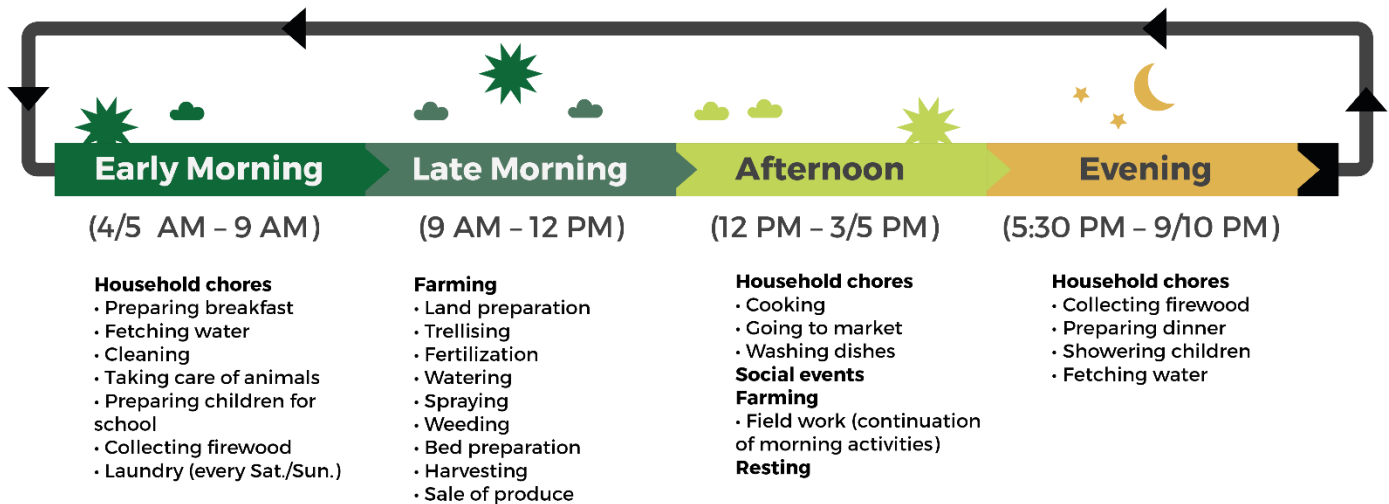 Early Morning
Late Morning
Afternoon
Evening
(4/5 AM – 9 AM)
(9 AM – 12 PM)
(12 PM – 3/5 PM)
(5:30 PM – 9/10 PM)
Household chores
• Preparing breakfast
• Fetching water
• Cleaning
• Taking care of animals
• Preparing children for
school
• Collecting firewood
• Laundry (every Sat./Sun.)
Farming
• Land preparation
• Trellising
• Fertilization
• Watering
• Spraying
• Weeding
• Bed preparation
• Harvesting
• Sale of produce
Household chores
• Cooking
• Going to market
• Washing dishes
Social events
Farming
• Field work (continuation
of morning activities)
Resting
Household chores
• Collecting firewood
• Preparing dinner
• Showering children
• Fetching water